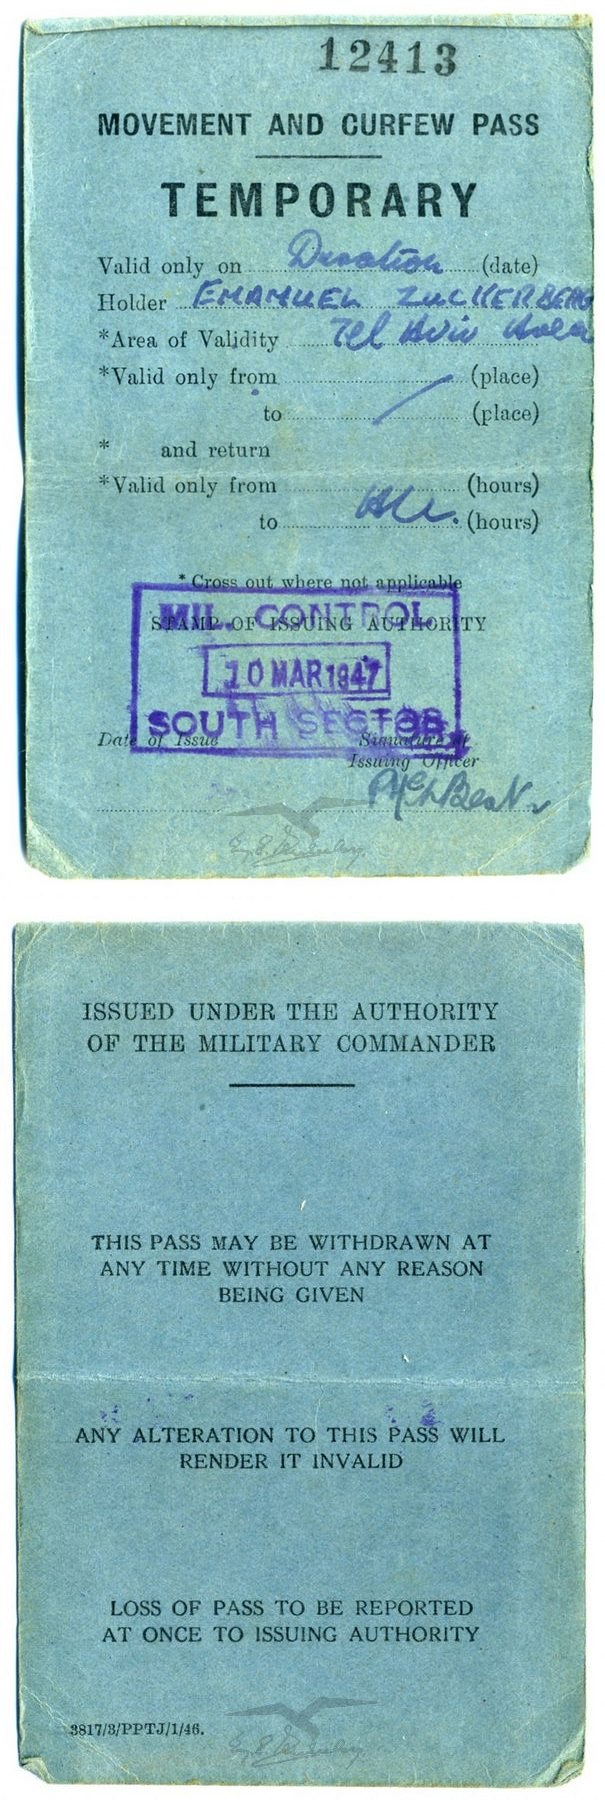 12413
MOVEMENT AND CURFEW PASS
TEMPORARY
Valid only on Duration (date)
Holder EMANUEL ZUCKERBERG
*Area of Validity Tel Aviv Area
*Valid only from (place)
to (place)
* and return
*Valid only from (hours)
to All. (hours)
* Cross out where not applicable
STAMP OF ISSUING AUTHORITY
MIL. CONTROL
10 MAR 1947
SOUTH SECTOR
Date of Issue Signature of
Issuing Officer
ISSUED UNDER THE AUTHORITY
OF THE MILITARY COMMANDER
THIS PASS MAY BE WITHDRAWN AT
ANY TIME WITHOUT ANY REASON
BEING GIVEN
ANY ALTERATION TO THIS PASS WILL
RENDER IT INVALID
LOSS OF PASS TO BE REPORTED
AT ONCE TO ISSUING AUTHORITY
3817/3/PPTJ/1/46.